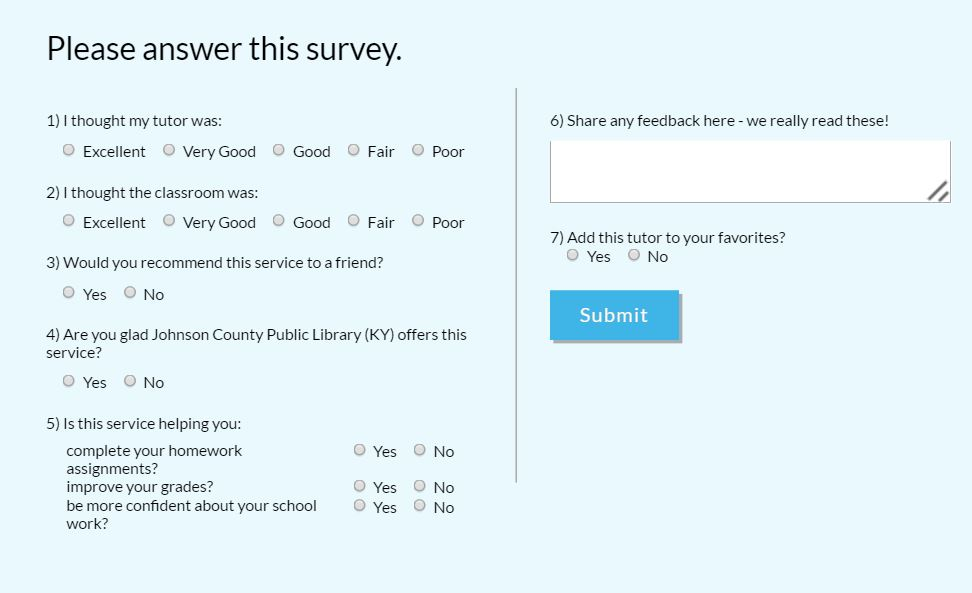 Please answer this survey.
1) I thought my tutor was:
Excellent Very Good Good Fair Poor
2) I thought the classroom was:
Excellent Very Good Good Fair Poor
3) Would you recommend this service to a friend?
Yes No
4) Are you glad Johnson County Public Library (KY) offers this
service?
Yes No
5) Is this service helping you:
complete your homework Yes No
assignments?
improve your grades? Yes No
be more confident about your school Yes No
work?
6) Share any feedback here - we really read these!
7) Add this tutor to your favorites?
Yes No
Submit